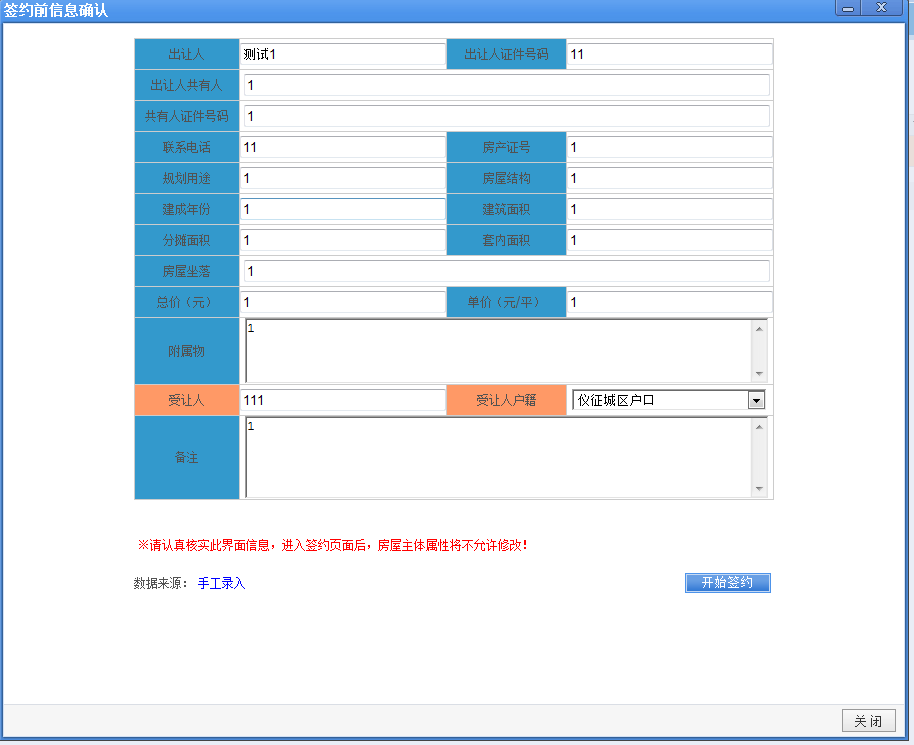 签约前信息确认
出让人 测试1 出让人证件号码 11
出让人共有人 1
共有人证件号码 1
联系电话 11 房产证号 1
规划用途 1 房屋结构 1
建成年份 1 建筑面积 1
分摊面积 1 套内面积 1
房屋坐落 1
总价（元） 1 单价（元/平） 1
附属物 1
受让人 111 受让人户籍 仪征城区户口
备注 1
※请认真核实此界面信息，进入签约页面后，房屋主体属性将不允许修改!
数据来源： 手工录入 开始签约
关 闭